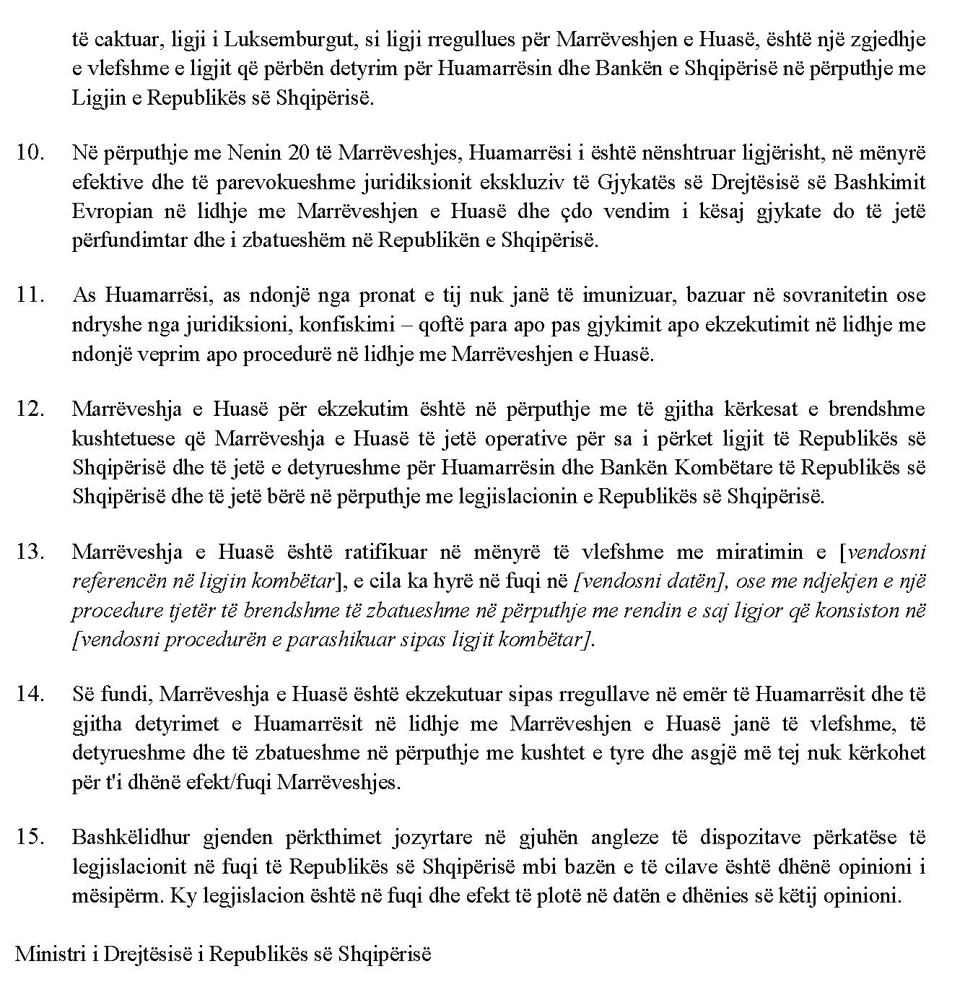 të caktuar, ligji i Luksemburgut, si ligji rregullues për Marrëveshjen e Huasë, është një zgjedhje
e vlefshme e ligjit që përbën detyrim për Huamarrësin dhe Bankën e Shqipërisë në përputhje me
Ligjin e Republikës së Shqipërisë.
10. Në përputhje me Nenin 20 të Marrëveshjes, Huamarrësi i është nënshtruar ligjërisht, në mënyrë
efektive dhe të parevokueshme juridiksionit ekskluziv të Gjykatës së Drejtësisë së Bashkimit
Evropian në lidhje me Marrëveshjen e Huasë dhe çdo vendim i kësaj gjykate do të jetë
përfundimtar dhe i zbatueshëm në Republikën e Shqipërisë.
11. As Huamarrësi, as ndonjë nga pronat e tij nuk janë të imunizuar, bazuar në sovranitetin ose
ndryshe nga juridiksioni, konfiskimi – qoftë para apo pas gjykimit apo ekzekutimit në lidhje me
ndonjë veprim apo procedurë në lidhje me Marrëveshjen e Huasë.
12. Marrëveshja e Huasë për ekzekutim është në përputhje me të gjitha kërkesat e brendshme
kushtetuese që Marrëveshja e Huasë të jetë operative për sa i përket ligjit të Republikës së
Shqipërisë dhe të jetë e detyrueshme për Huamarrësin dhe Bankën Kombëtare të Republikës së
Shqipërisë dhe të jetë bërë në përputhje me legjislacionin e Republikës së Shqipërisë.
13. Marrëveshja e Huasë është ratifikuar në mënyrë të vlefshme me miratimin e [vendosni
referencën në ligjin kombëtar], e cila ka hyrë në fuqi në [vendosni datën], ose me ndjekjen e një
procedure tjetër të brendshme të zbatueshme në përputhje me rendin e saj ligjor që konsiston në
[vendosni procedurën e parashikuar sipas ligjit kombëtar].
14. Së fundi, Marrëveshja e Huasë është ekzekutuar sipas rregullave në emër të Huamarrësit dhe të
gjitha detyrimet e Huamarrësit në lidhje me Marrëveshjen e Huasë janë të vlefshme, të
detyrueshme dhe të zbatueshme në përputhje me kushtet e tyre dhe asgjë më tej nuk kërkohet
për t'i dhënë efekt/fuqi Marrëveshjes.
15. Bashkëlidhur gjenden përkthimet jozyrtare në gjuhën angleze të dispozitave përkatëse të
legjislacionit në fuqi të Republikës së Shqipërisë mbi bazën e të cilave është dhënë opinioni i
mësipërm. Ky legjislacion është në fuqi dhe efekt të plotë në datën e dhënies së këtij opinioni.
Ministri i Drejtësisë i Republikës së Shqipërisë